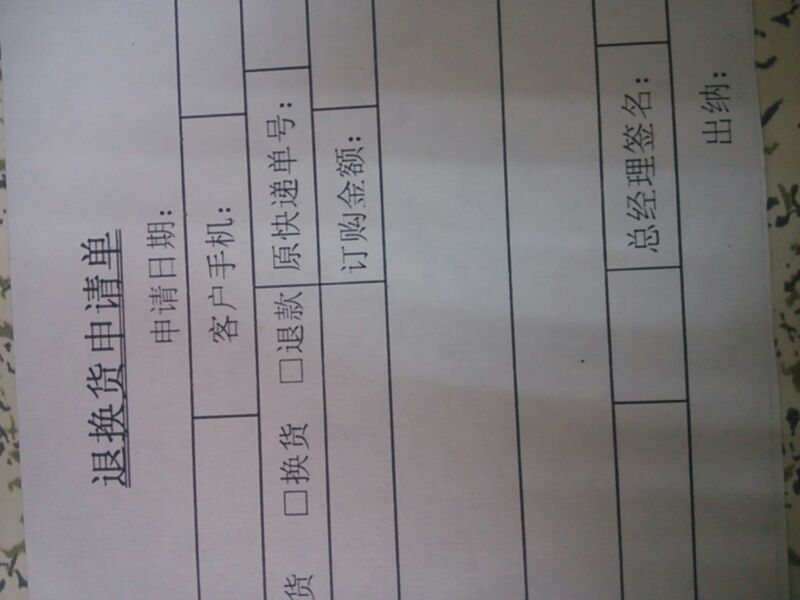 退换货申请单
申请日期：
客户手机：
货 □换货 □退款 原快递单号：
订购金额：
总经理签名：
出纳：